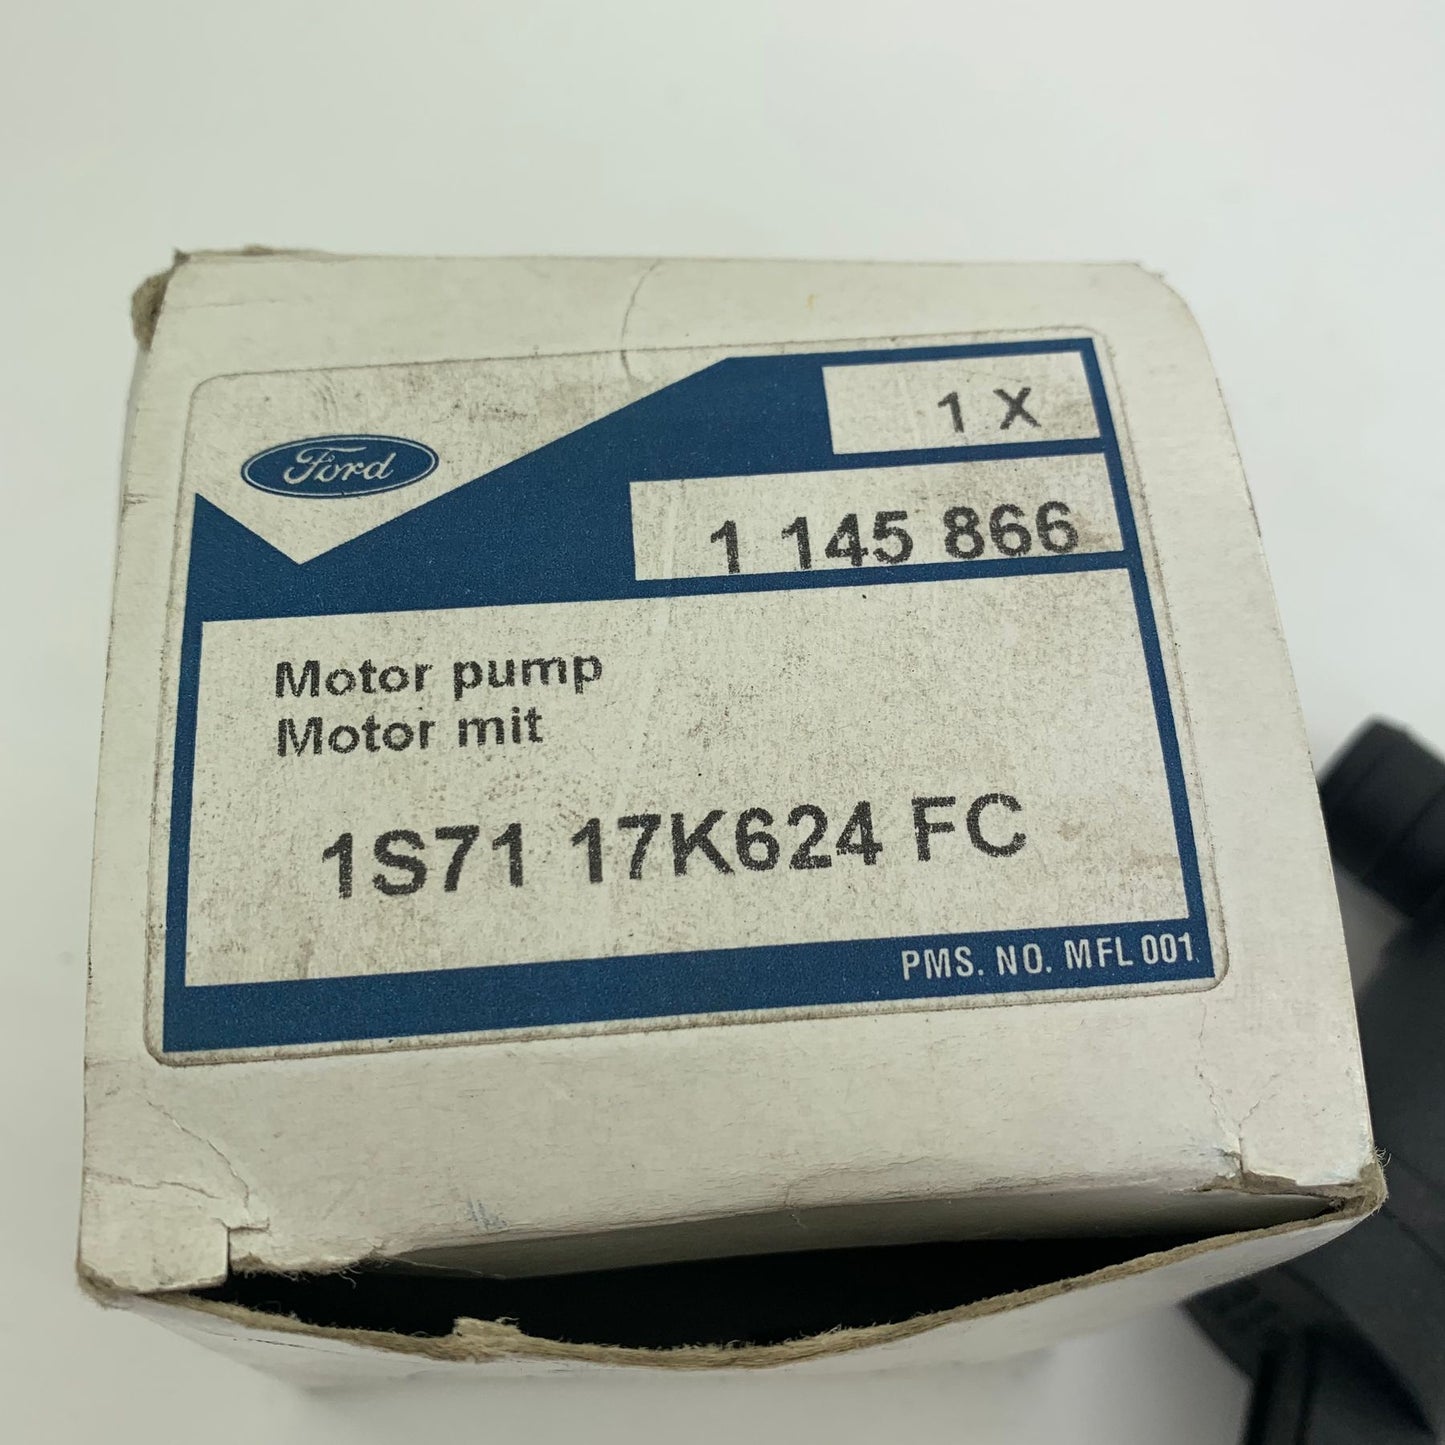 Ford
1 X
1 145 866
Motor pump
Motor mit
1S71 17K624 FC
PMS. NO. MFL 001